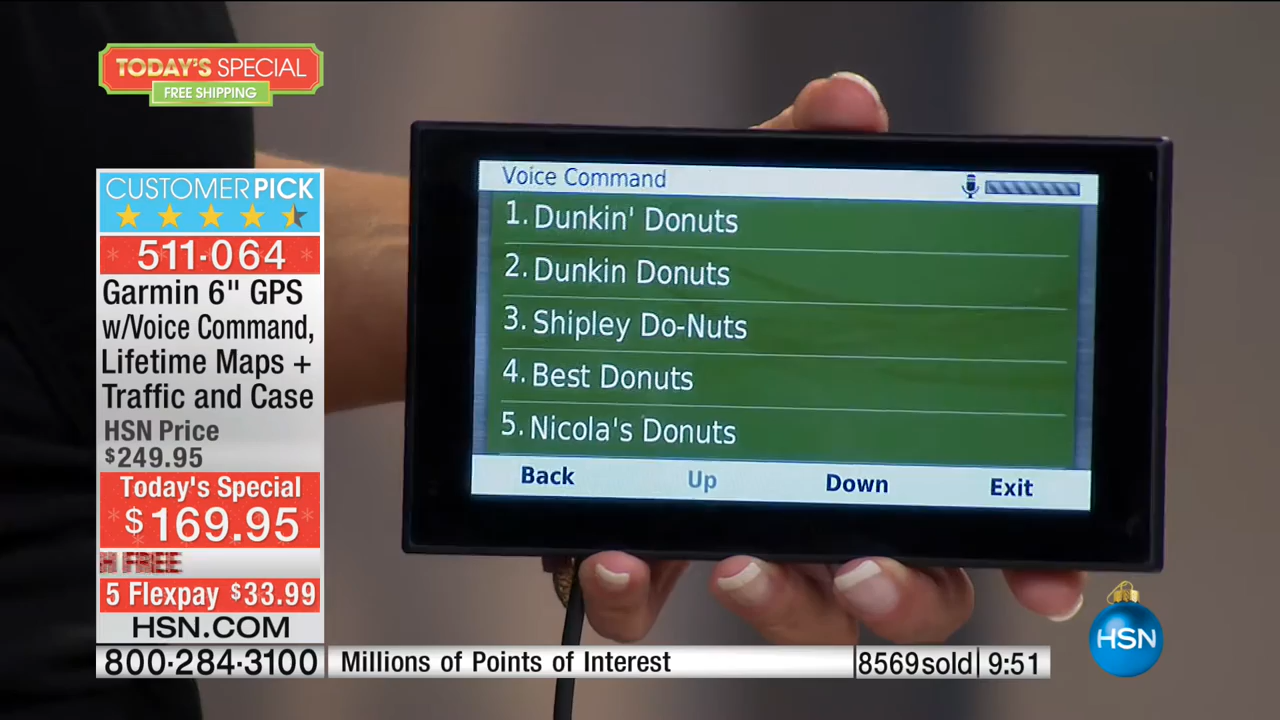 TODAY'S SPECIAL
FREE SHIPPING
CUSTOMER PICK
511·064
Garmin 6" GPS
w/Voice Command,
Lifetime Maps +
Traffic and Case
HSN Price
$249.95
Today's Special
$169.95
H FREE
5 Flexpay $33.99
HSN.COM
800·284·3100
Millions of Points of Interest
8569 sold
9:51
Voice Command
1. Dunkin' Donuts
2. Dunkin Donuts
3. Shipley Do-Nuts
4. Best Donuts
5. Nicola's Donuts
Back Up Down Exit
HSN